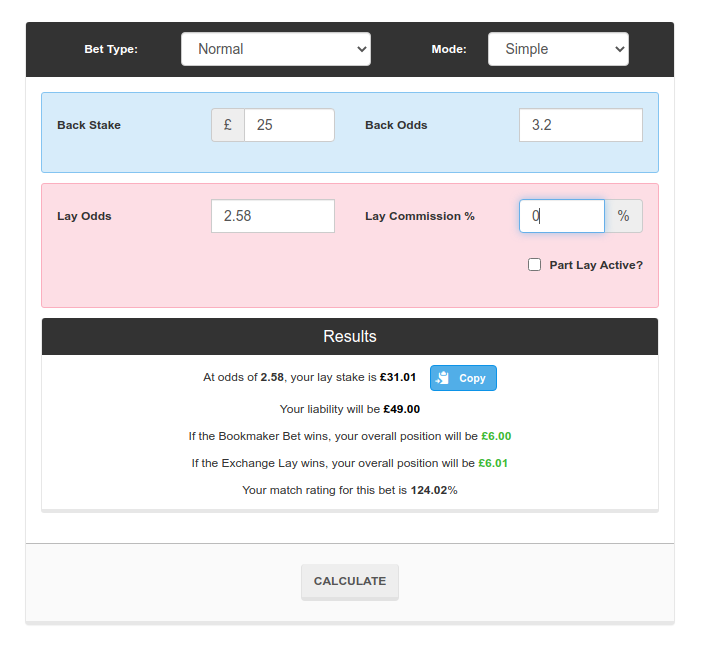 Bet Type: Normal Mode: Simple
Back Stake £ 25 Back Odds 3.2
Lay Odds 2.58 Lay Commission % 0 %
Part Lay Active?
Results
At odds of 2.58, your lay stake is £31.01 Copy
Your liability will be £49.00
If the Bookmaker Bet wins, your overall position will be £6.00
If the Exchange Lay wins, your overall position will be £6.01
Your match rating for this bet is 124.02%
CALCULATE